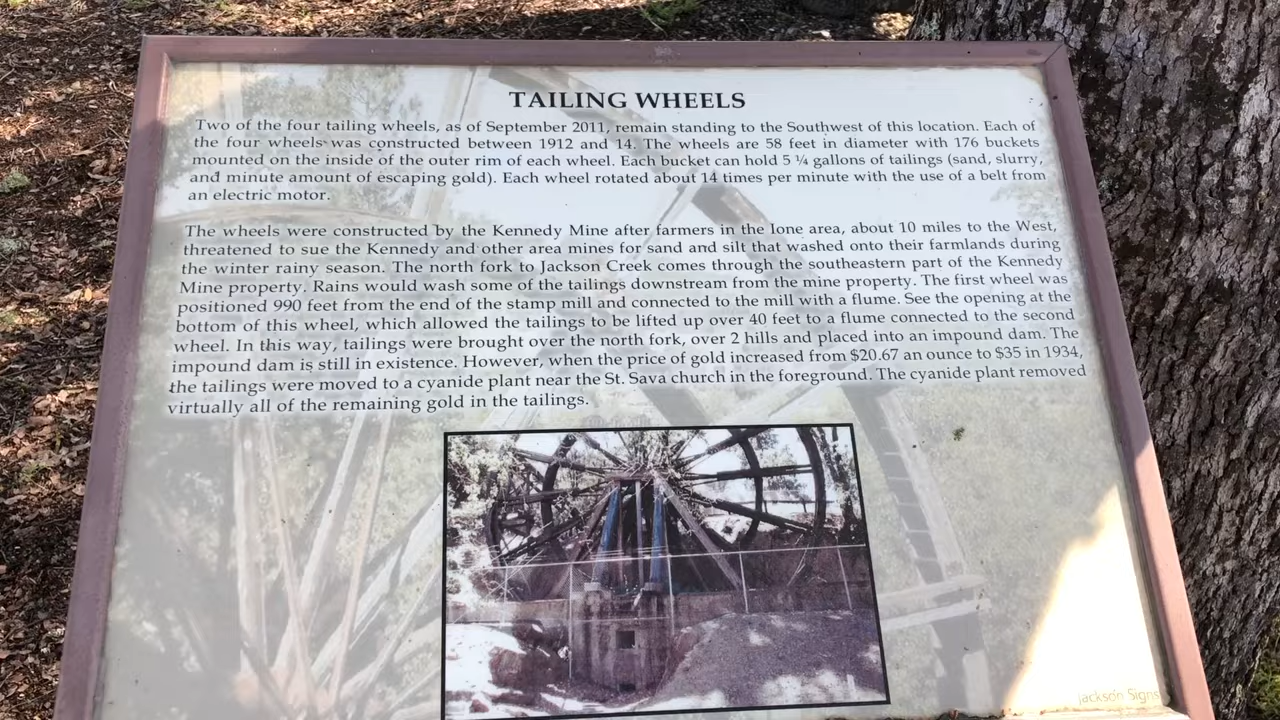 TAILING WHEELS
Two of the four tailing wheels, as of September 2011, remain standing to the Southwest of this location. Each of
the four wheels was constructed between 1912 and 14. The wheels are 58 feet in diameter with 176 buckets
mounted on the inside of the outer rim of each wheel. Each bucket can hold 5 ¼ gallons of tailings (sand, slurry,
and minute amount of escaping gold). Each wheel rotated about 14 times per minute with the use of a belt from
an electric motor.
The wheels were constructed by the Kennedy Mine after farmers in the Ione area, about 10 miles to the West,
threatened to sue the Kennedy and other area mines for sand and silt that washed onto their farmlands during
the winter rainy season. The north fork to Jackson Creek comes through the southeastern part of the Kennedy
Mine property. Rains would wash some of the tailings downstream from the mine property. The first wheel was
positioned 990 feet from the end of the stamp mill and connected to the mill with a flume. See the opening at the
bottom of this wheel, which allowed the tailings to be lifted up over 40 feet to a flume connected to the second
wheel. In this way, tailings were brought over the north fork, over 2 hills and placed into an impound dam. The
impound dam is still in existence. However, when the price of gold increased from $20.67 an ounce to $35 in 1934,
the tailings were moved to a cyanide plant near the St. Sava church in the foreground. The cyanide plant removed
virtually all of the remaining gold in the tailings.
Jackson Signs